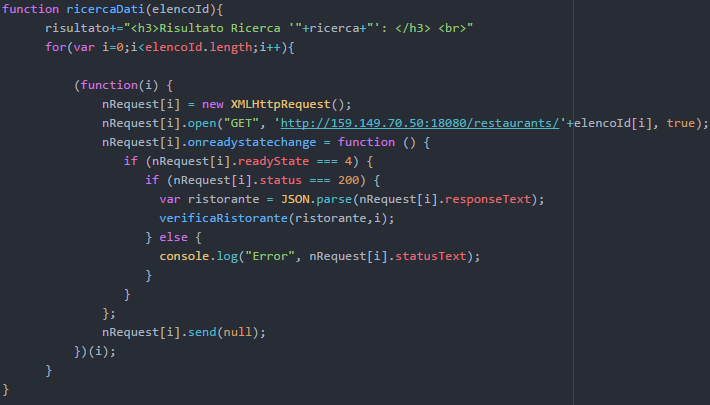 function ricercaDati(elencoId){
risultato+="<h3>Risultato Ricerca '"+ricerca+"': </h3> <br>"
for(var i=0;i<elencoId.length;i++){
(function(i) {
nRequest[i] = new XMLHttpRequest();
nRequest[i].open("GET", 'http://159.149.70.50:18080/restaurants/'+elencoId[i], true);
nRequest[i].onreadystatechange = function () {
if (nRequest[i].readyState === 4) {
if (nRequest[i].status === 200) {
var ristorante = JSON.parse(nRequest[i].responseText);
verificaRistorante(ristorante,i);
} else {
console.log("Error", nRequest[i].statusText);
}
}
};
nRequest[i].send(null);
})(i);
}
}